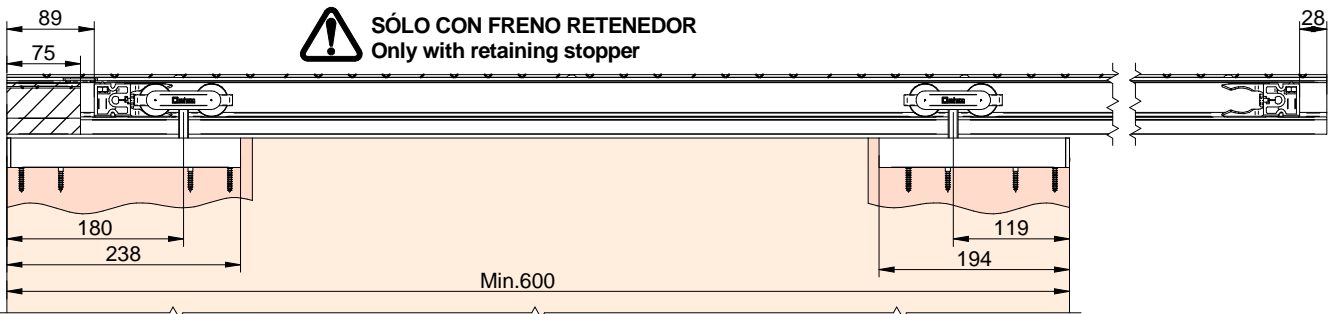 89
SÓLO CON FRENO RETENEDOR
28
75
Only with retaining stopper
180
119
238
194
Min.600